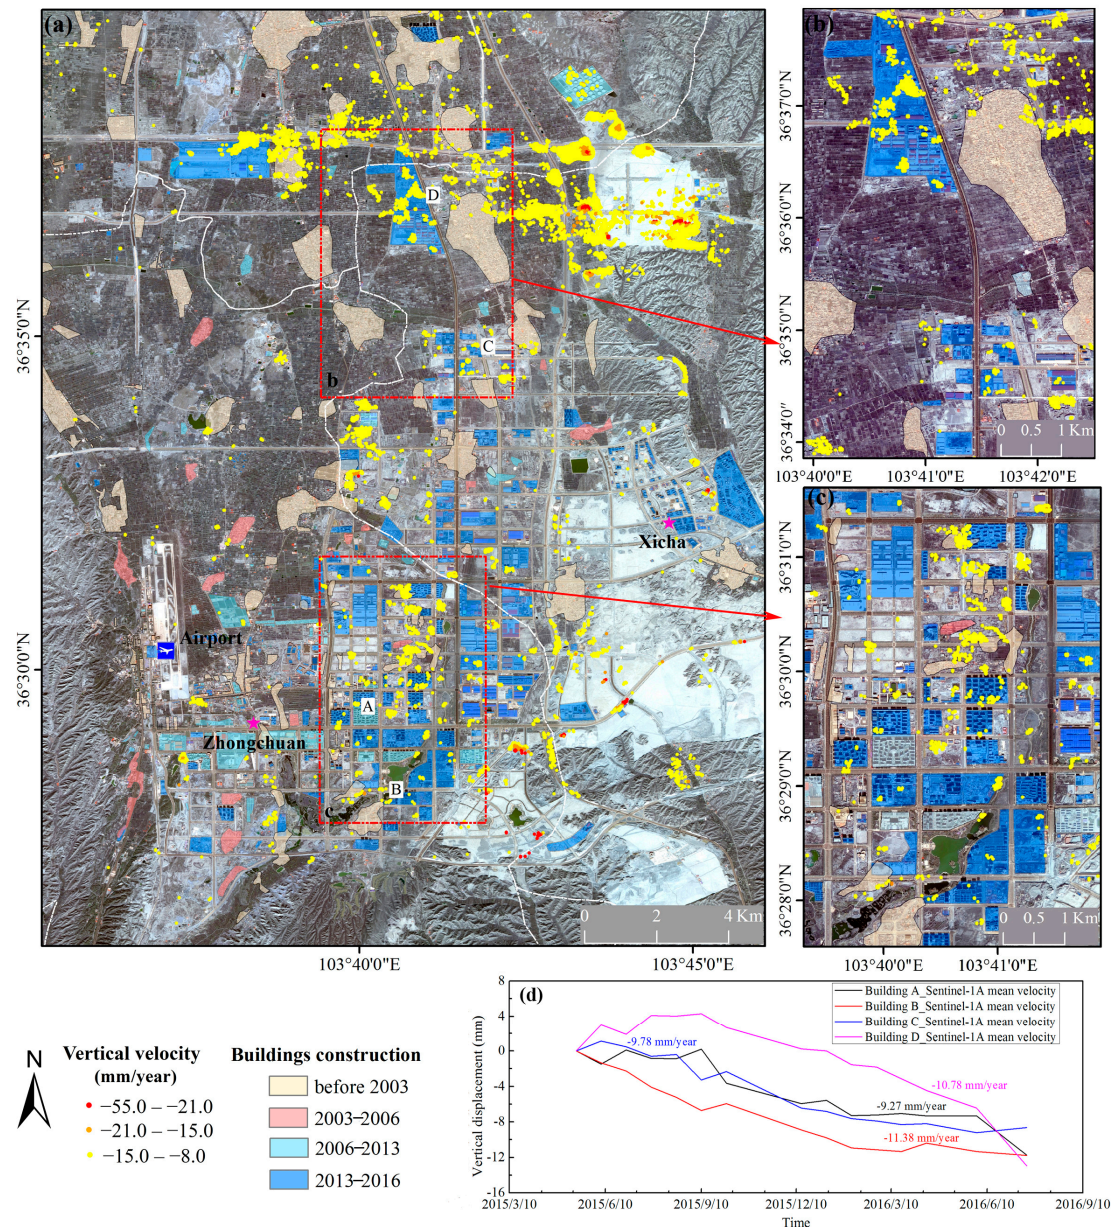 (a)
D
C
b
36°35'0"N
36°30'0"N
Xicha
Airport
A
Zhongchuan
B
c
0 2 4 Km
103°40'0"E 103°45'0"E
(b)
36°37'0"N
36°36'0"N
36°35'0"N
36°34'0"
0 0.5 1 Km
103°40'0"E 103°41'0"E 103°42'0"E
(c)
36°31'0"N
36°30'0"N
36°29'0"N
36°28'0"N
0 0.5 1 Km
103°40'0"E 103°41'0"E
N
Vertical velocity
(mm/year)
−55.0 – −21.0
−21.0 – −15.0
−15.0 – −8.0
Buildings construction
before 2003
2003−2006
2006−2013
2013−2016
(d)
Building A_Sentinel-1A mean velocity
Building B_Sentinel-1A mean velocity
Building C_Sentinel-1A mean velocity
Building D_Sentinel-1A mean velocity
-9.78 mm/year
-10.78 mm/year
-9.27 mm/year
-11.38 mm/year
Vertical displacement (mm)
8
4
0
-4
-8
-12
-16
2015/3/10 2015/6/10 2015/9/10 2015/12/10 2016/3/10 2016/6/10 2016/9/10
Time